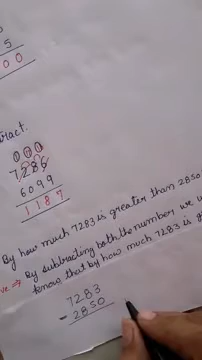 5
00
tract.
7286
6099
1187
By how much 7283 is greater than 2850
By subtracting both the number we
know that by how much 7283 is
7283
- 2850